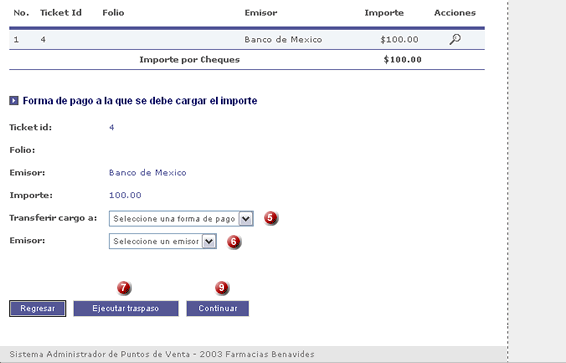 No. Ticket Id Folio Emisor Importe Acciones
1 4 Banco de Mexico $100.00
Importe por Cheques $100.00
Forma de pago a la que se debe cargar el importe
Ticket id: 4
Folio:
Emisor: Banco de Mexico
Importe: 100.00
Transferir cargo a: Seleccione una forma de pago 5
Emisor: Seleccione un emisor 6
7 9
Regresar Ejecutar traspaso Continuar
Sistema Administrador de Puntos de Venta - 2003 Farmacias Benavides